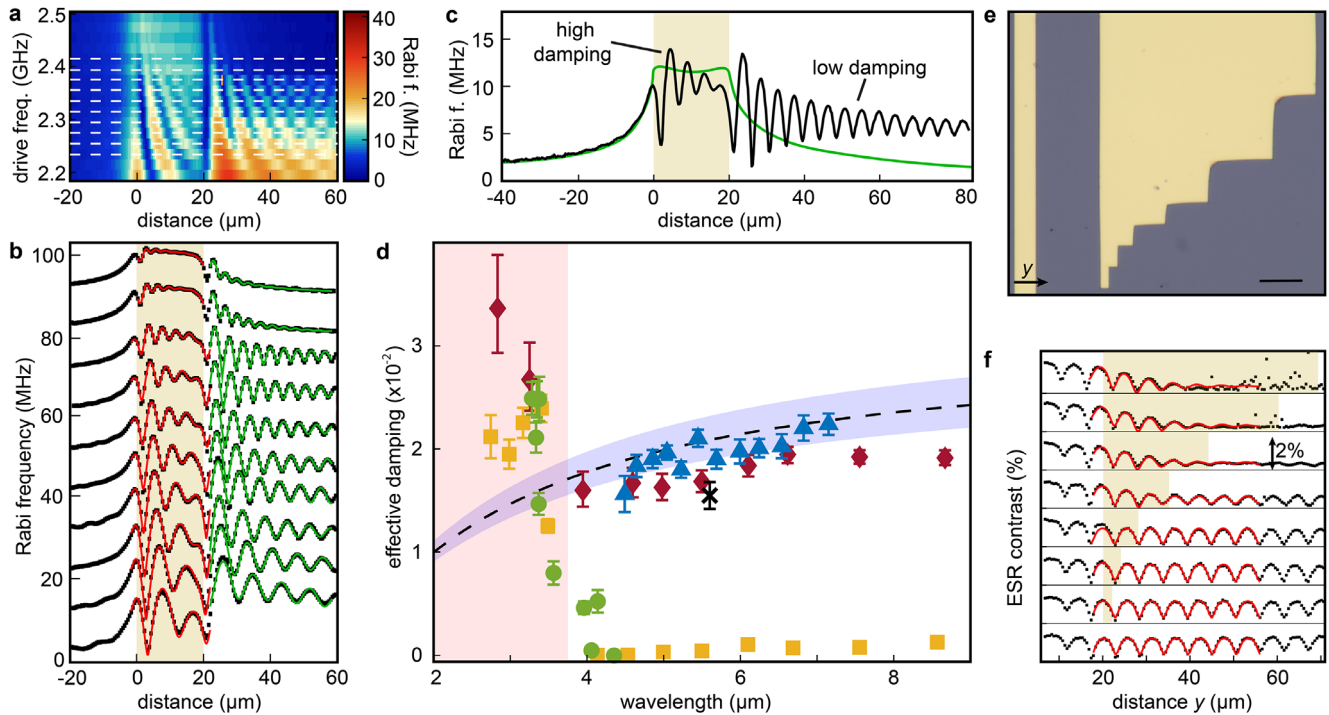 a
2.5
2.4
2.3
2.2
drive freq. (GHz)
-20 0 20 40 60
distance (µm)
40
30
20
10
0
Rabi f. (MHz)
b
100
80
60
40
20
0
Rabi frequency (MHz)
-20 0 20 40 60
distance (µm)
c
15
10
5
0
Rabi f. (MHz)
high
damping
low damping
-40 -20 0 20 40 60 80
distance (µm)
d
3
2
1
0
effective damping (x10⁻²)
2 4 6 8
wavelength (µm)
e
y
f
2%
ESR contrast (%)
20 40 60
distance y (µm)